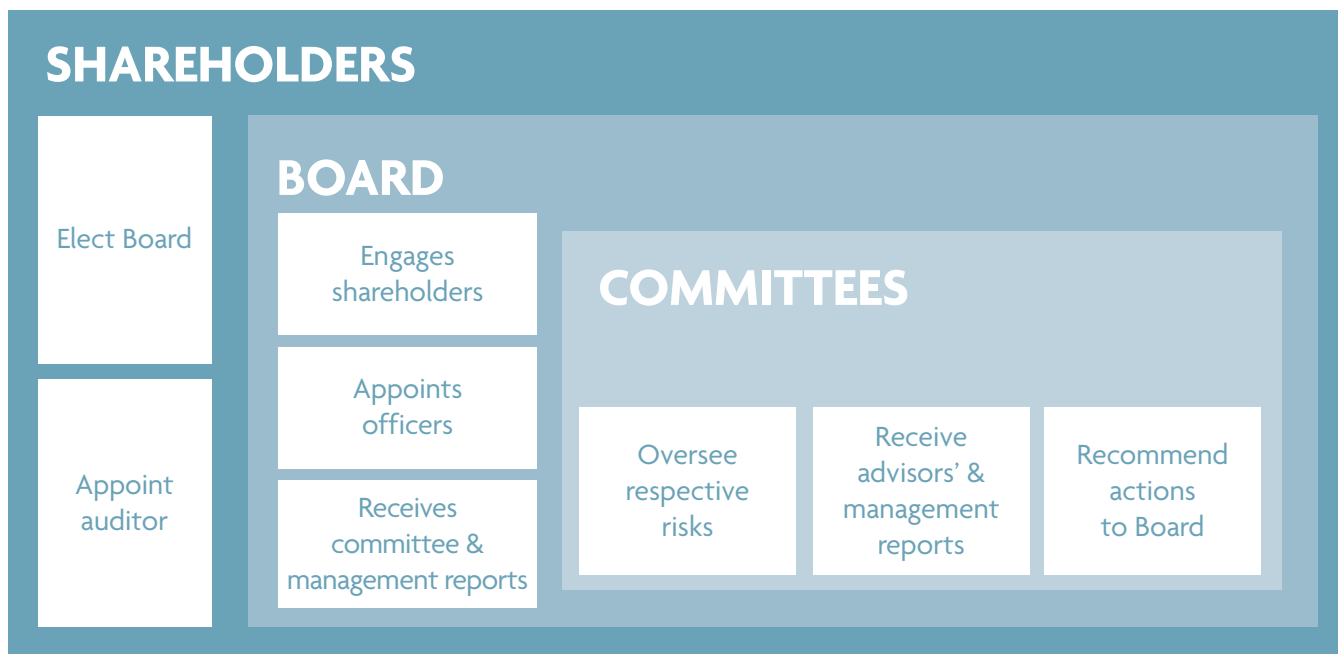 SHAREHOLDERS
Elect Board
Appoint
auditor
BOARD
Engages
shareholders
Appoints
officers
Receives
committee &
management reports
COMMITTEES
Oversee
respective
risks
Receive
advisors’ &
management
reports
Recommend
actions
to Board